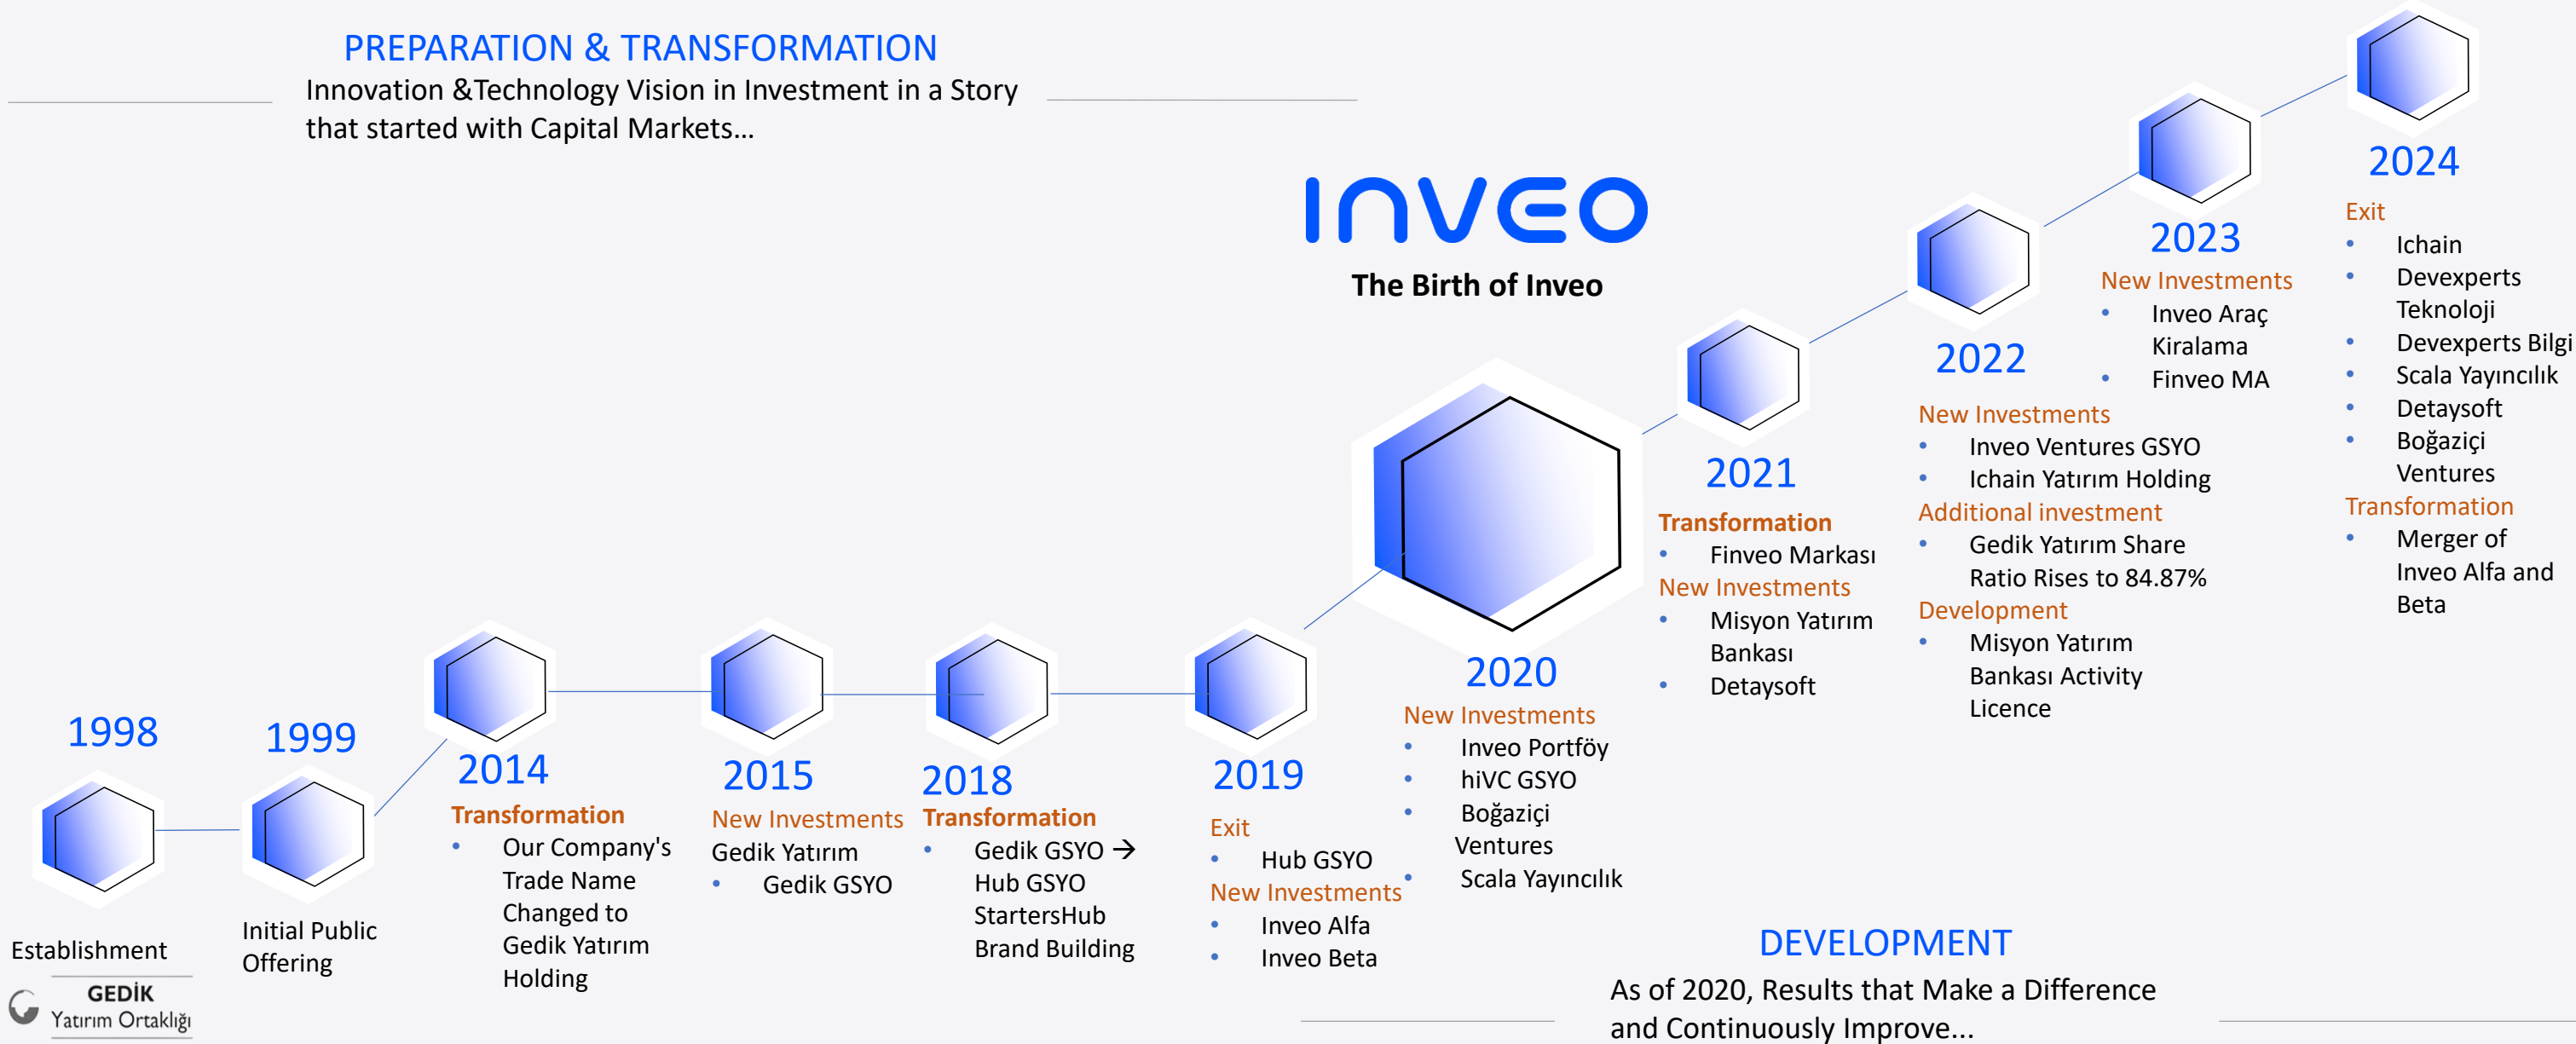 PREPARATION & TRANSFORMATION
Innovation &Technology Vision in Investment in a Story
that started with Capital Markets...
INVEO
The Birth of Inveo
1998
Establishment
GEDİK
Yatırım Ortaklığı
1999
Initial Public
Offering
2014
Transformation
• Our Company's
Trade Name
Changed to
Gedik Yatırım
Holding
2015
New Investments
Gedik Yatırım
• Gedik GSYO
2018
Transformation
• Gedik GSYO →
Hub GSYO
StartersHub
Brand Building
2019
Exit
• Hub GSYO
New Investments
• Inveo Alfa
• Inveo Beta
2020
New Investments
• Inveo Portföy
• hiVC GSYO
• Boğaziçi
Ventures
• Scala Yayıncılık
2021
Transformation
• Finveo Markası
New Investments
• Misyon Yatırım
Bankası
• Detaysoft
2022
New Investments
• Inveo Ventures GSYO
• Ichain Yatırım Holding
Additional investment
• Gedik Yatırım Share
Ratio Rises to 84.87%
Development
• Misyon Yatırım
Bankası Activity
Licence
2023
New Investments
• Inveo Araç
Kiralama
• Finveo MA
2024
Exit
• Ichain
• Devexperts
Teknoloji
• Devexperts Bilgi
• Scala Yayıncılık
• Detaysoft
• Boğaziçi
Ventures
Transformation
• Merger of
Inveo Alfa and
Beta
DEVELOPMENT
As of 2020, Results that Make a Difference
and Continuously Improve...